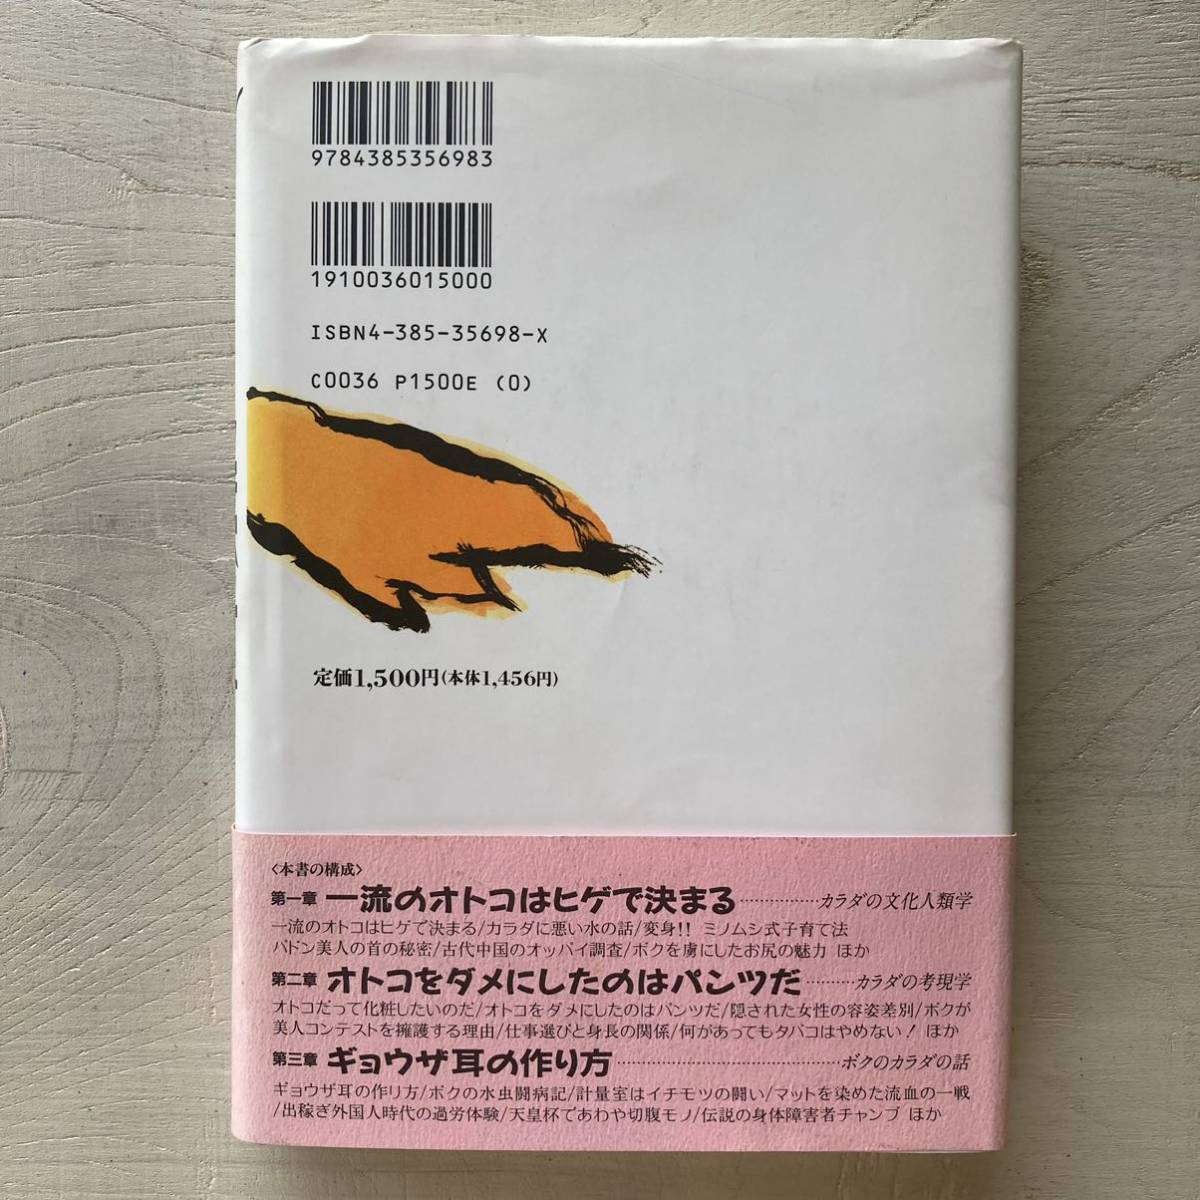 9784385356983
1910036015000
ISBN4-385-35698-X
C0036 P1500E (0)
定価1,500円(本体1,456円)
〈本書の構成〉
第一章 一流のオトコはヒゲで決まる……………カラダの文化人類学
一流のオトコはヒゲで決まる/カラダに悪い水の話/変身!! ミノムシ式子育て法
パドン美人の首の秘密/古代中国のオッパイ調査/ボクを虜にしたお尻の魅力 ほか
第二章 オトコをダメにしたのはパンツだ………カラダの考現学
オトコだって化粧したいのだ/オトコをダメにしたのはパンツだ/隠された女性の容姿差別/ボクが
美人コンテストを擁護する理由/仕事選びと身長の関係/何があってもタバコはやめない! ほか
第三章 ギョウザ耳の作り方……………………………ボクのカラダの話
ギョウザ耳の作り方/ボクの水虫闘病記/計量室はイチモツの闘い/マットを染めた流血の一戦
/出稼ぎ外国人時代の過労体験/天皇杯であわや切腹モノ/伝説の身体障害者チャンプ ほか